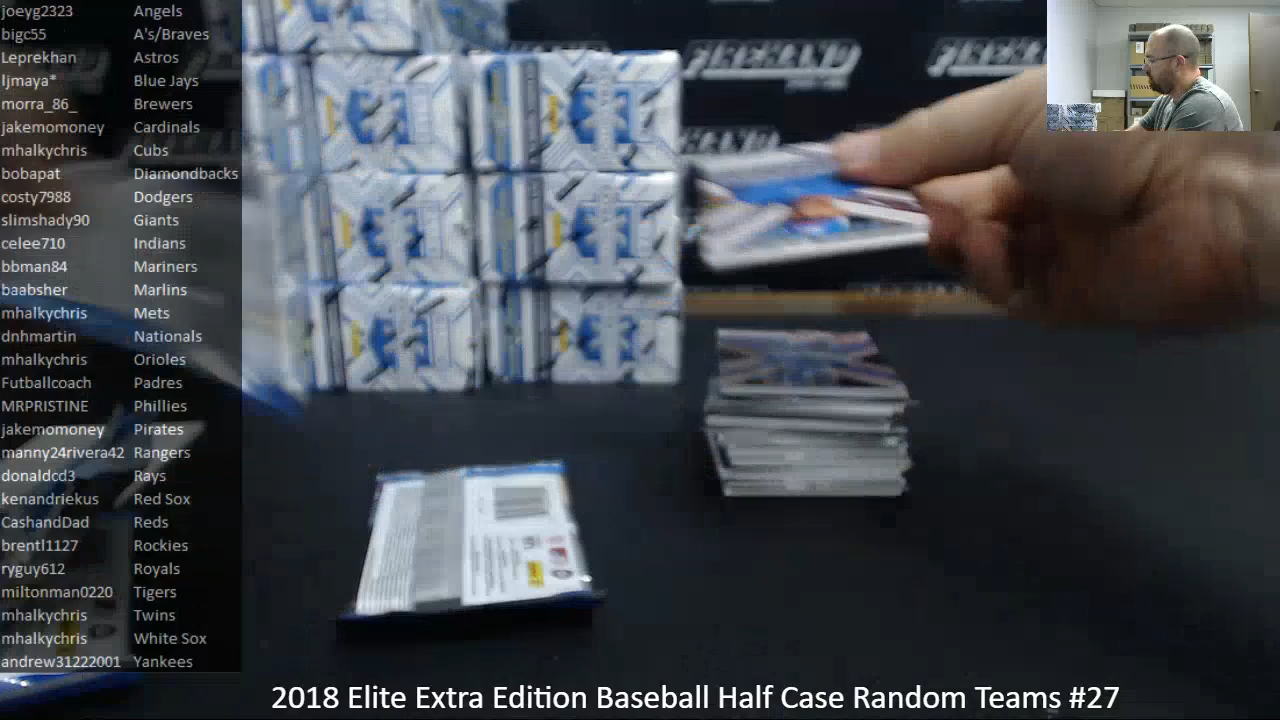 joeyg2323 Angels
bigc55 A's/Braves
Leprekhan Astros
ljmaya* Blue Jays
morra_86_ Brewers
jakemomoney Cardinals
mhalkychris Cubs
bobapat Diamondbacks
costy7988 Dodgers
slimshady90 Giants
celee710 Indians
bbman84 Mariners
baabsher Marlins
mhalkychris Mets
dnhmartin Nationals
mhalkychris Orioles
Futballcoach Padres
MRPRISTINE Phillies
jakemomoney Pirates
manny24rivera42 Rangers
donaldcd3 Rays
kenandriekus Red Sox
CashandDad Reds
brentl1127 Rockies
ryguy612 Royals
miltonman0220 Tigers
mhalkychris Twins
mhalkychris White Sox
andrew31222001 Yankees
FIREHAND
2018 Elite Extra Edition Baseball Half Case Random Teams #27